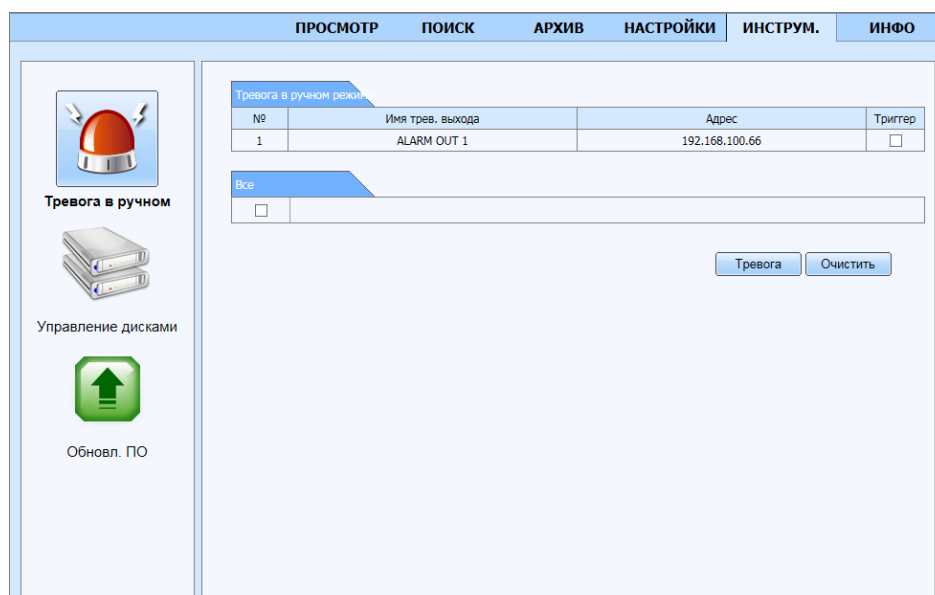 ПРОСМОТР ПОИСК АРХИВ НАСТРОЙКИ ИНСТРУМ. ИНФО
Тревога в ручном
Управление дисками
Обновл. ПО
Тревога в ручном режим
№ Имя трев. выхода Адрес Триггер
1 ALARM OUT 1 192.168.100.66
Все
Тревога Очистить